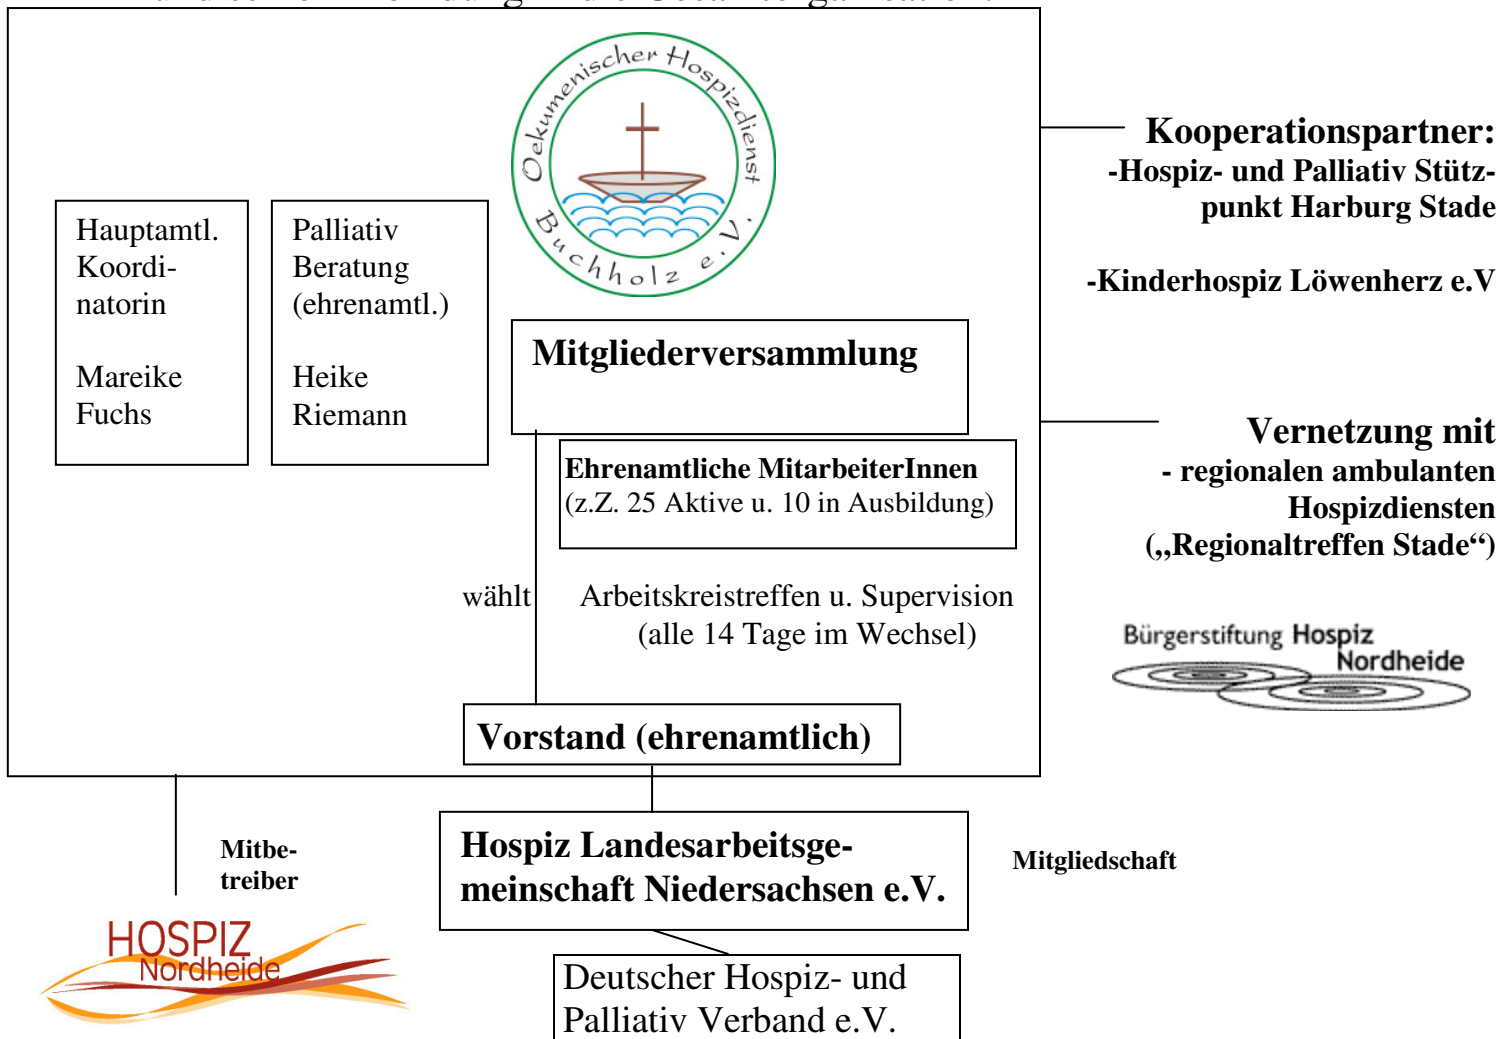 Oekumenischer Hospizdienst
Buchholz e.V.
Hauptamtl.
Koordi-
natorin
Mareike
Fuchs
Palliativ
Beratung
(ehrenamtl.)
Heike
Riemann
Mitgliederversammlung
Ehrenamtliche MitarbeiterInnen
(z.Z. 25 Aktive u. 10 in Ausbildung)
wählt
Arbeitskreistreffen u. Supervision
(alle 14 Tage im Wechsel)
Vorstand (ehrenamtlich)
Kooperationspartner:
-Hospiz- und Palliativ Stütz-
punkt Harburg Stade
-Kinderhospiz Löwenherz e.V
Vernetzung mit
- regionalen ambulanten
Hospizdiensten
(„Regionaltreffen Stade“)
Bürgerstiftung Hospiz
Nordheide
Mitbe-
treiber
HOSPIZ
Nordheide
Hospiz Landesarbeitsge-
meinschaft Niedersachsen e.V.
Mitgliedschaft
Deutscher Hospiz- und
Palliativ Verband e.V.